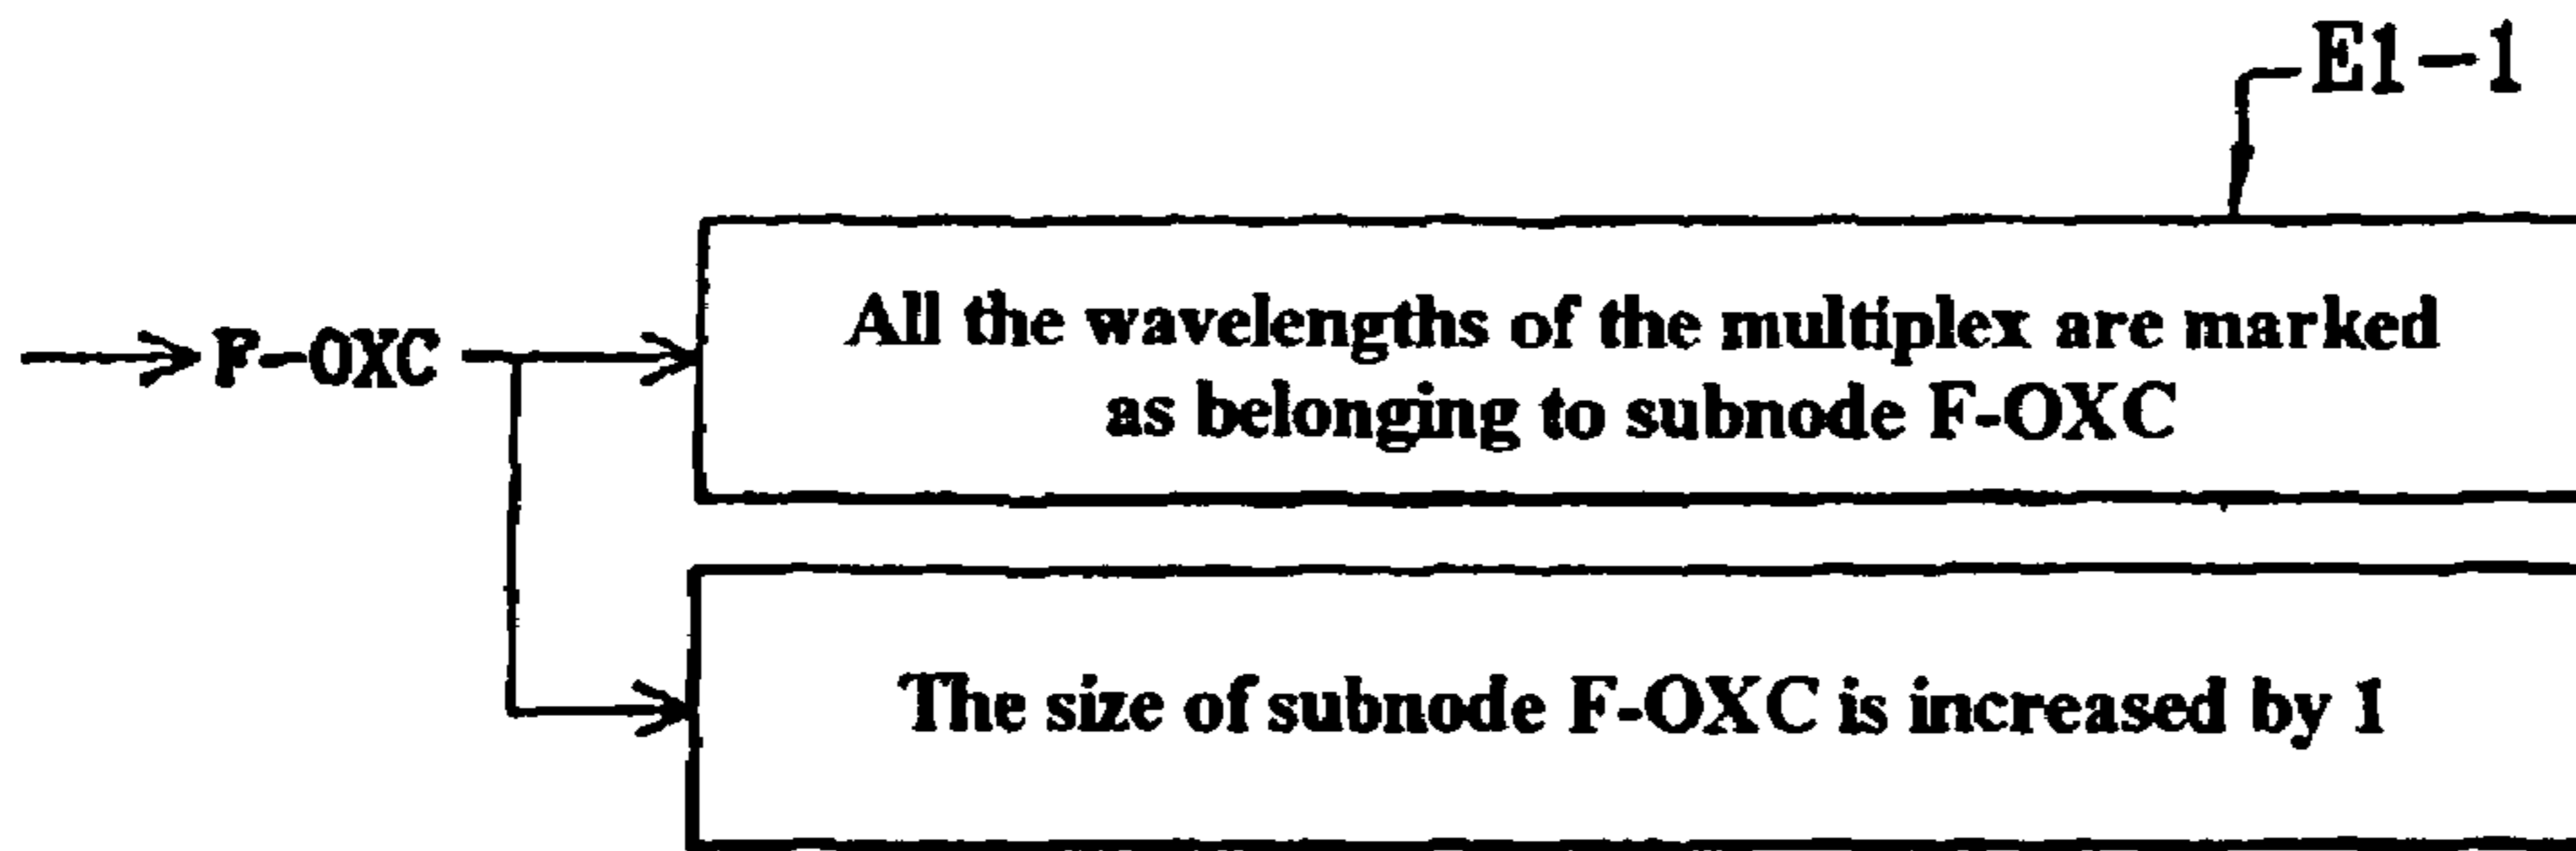 E1-1
F-OXC
All the wavelengths of the multiplex are marked
as belonging to subnode F-OXC
The size of subnode F-OXC is increased by 1